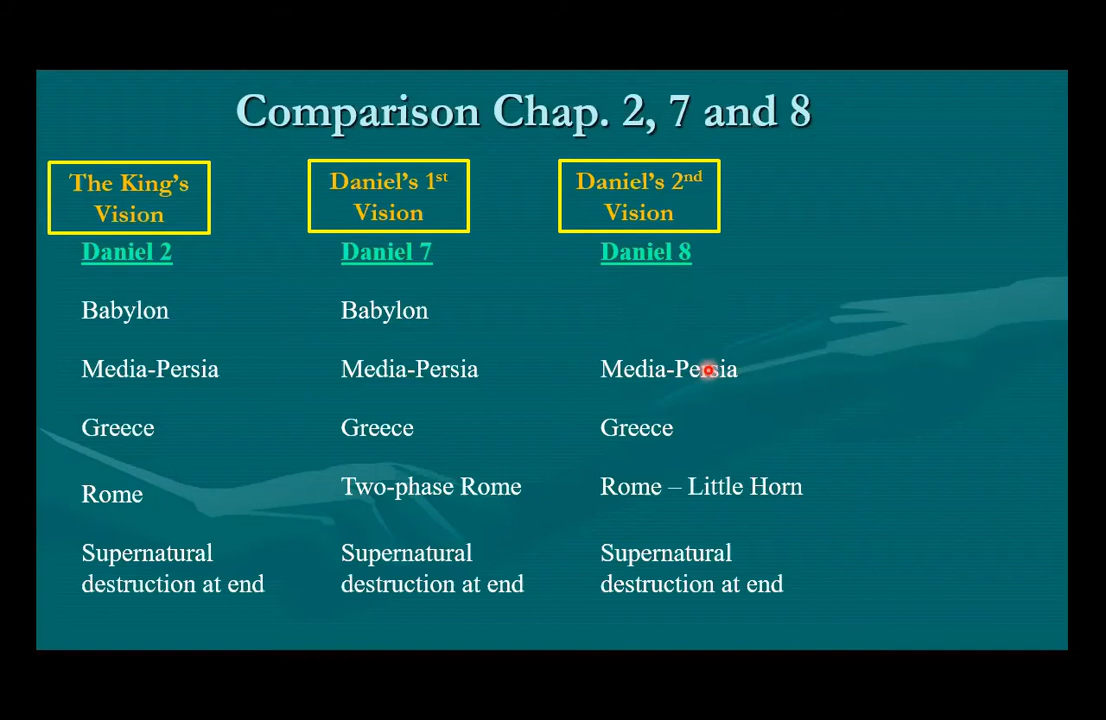 Comparison Chap. 2, 7 and 8
The King's
Vision
Daniel's 1st
Vision
Daniel's 2nd
Vision
Daniel 2
Daniel 7
Daniel 8
Babylon
Babylon
Media-Persia
Media-Persia
Media-Persia
Greece
Greece
Greece
Rome
Two-phase Rome
Rome – Little Horn
Supernatural
destruction at end
Supernatural
destruction at end
Supernatural
destruction at end